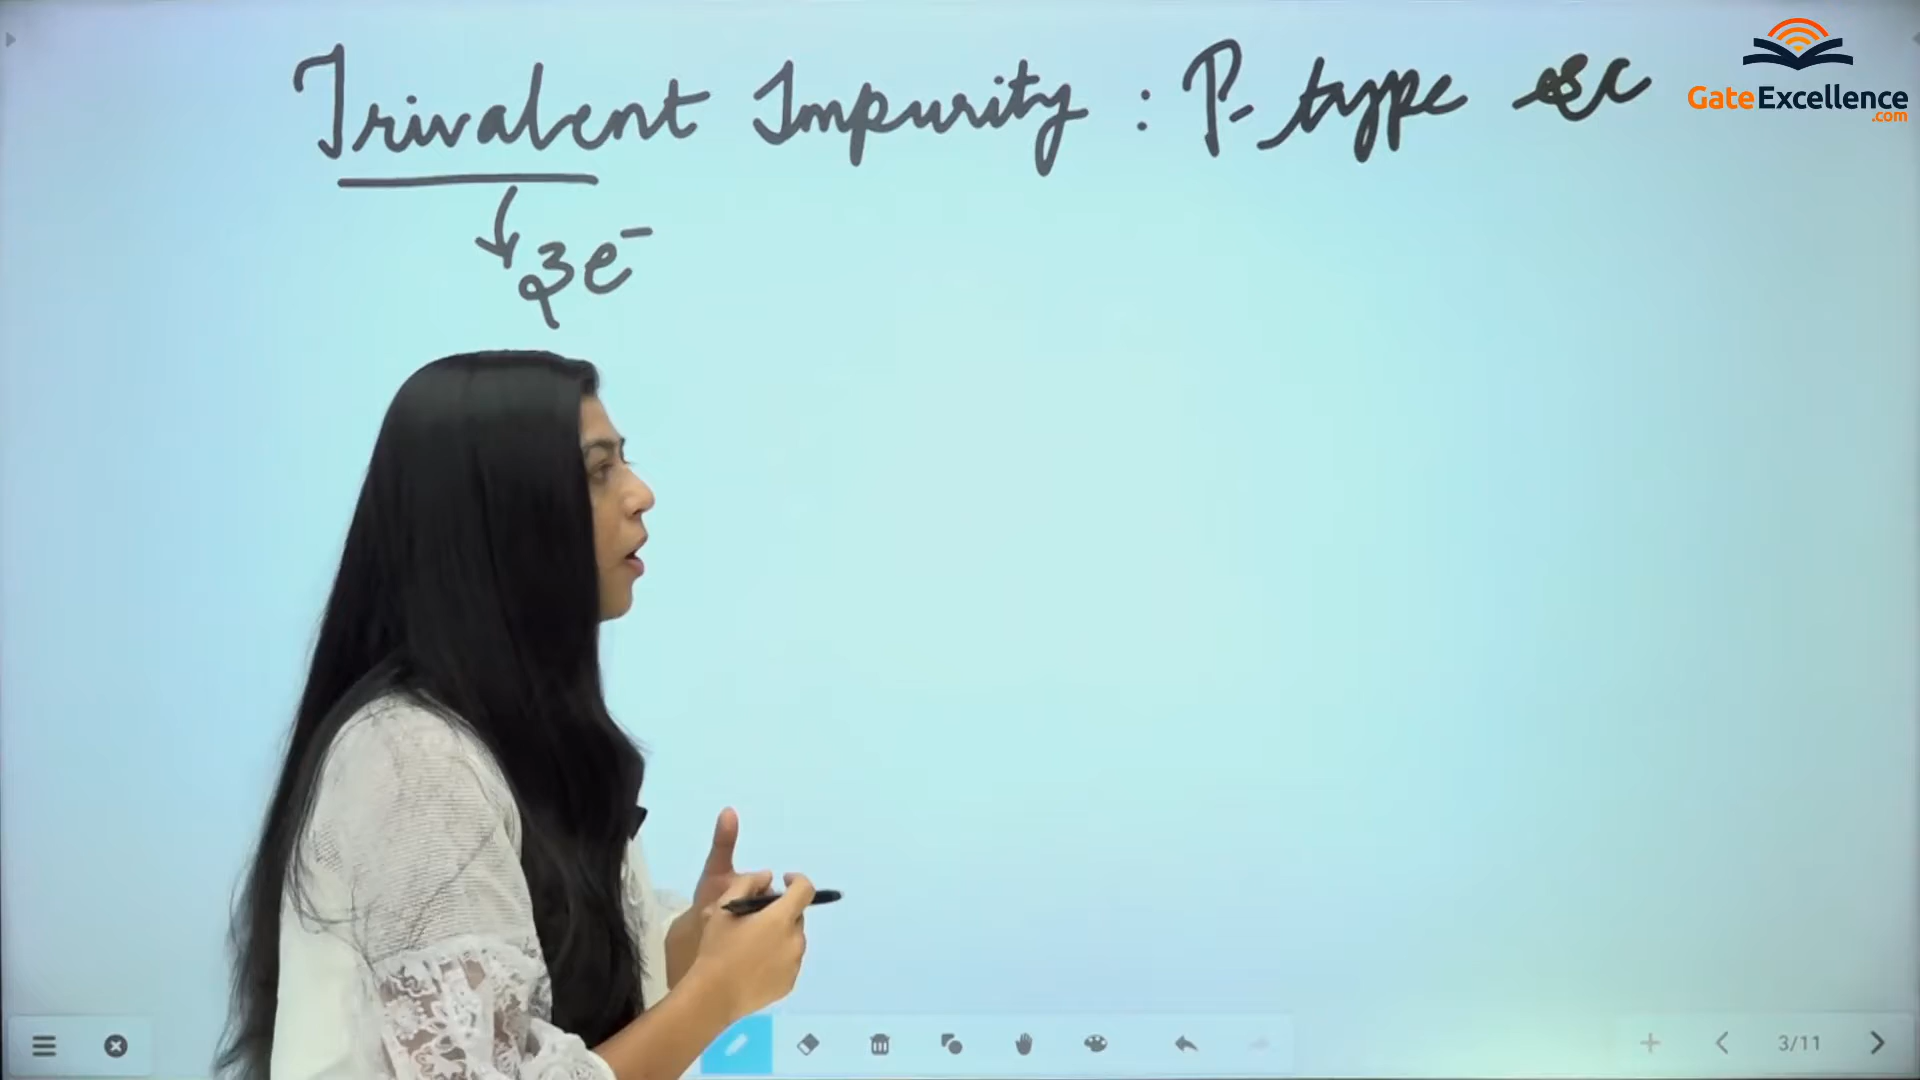 Trivalent Impurity : P-type sc
3e⁻
GateExcellence
.com
3/11